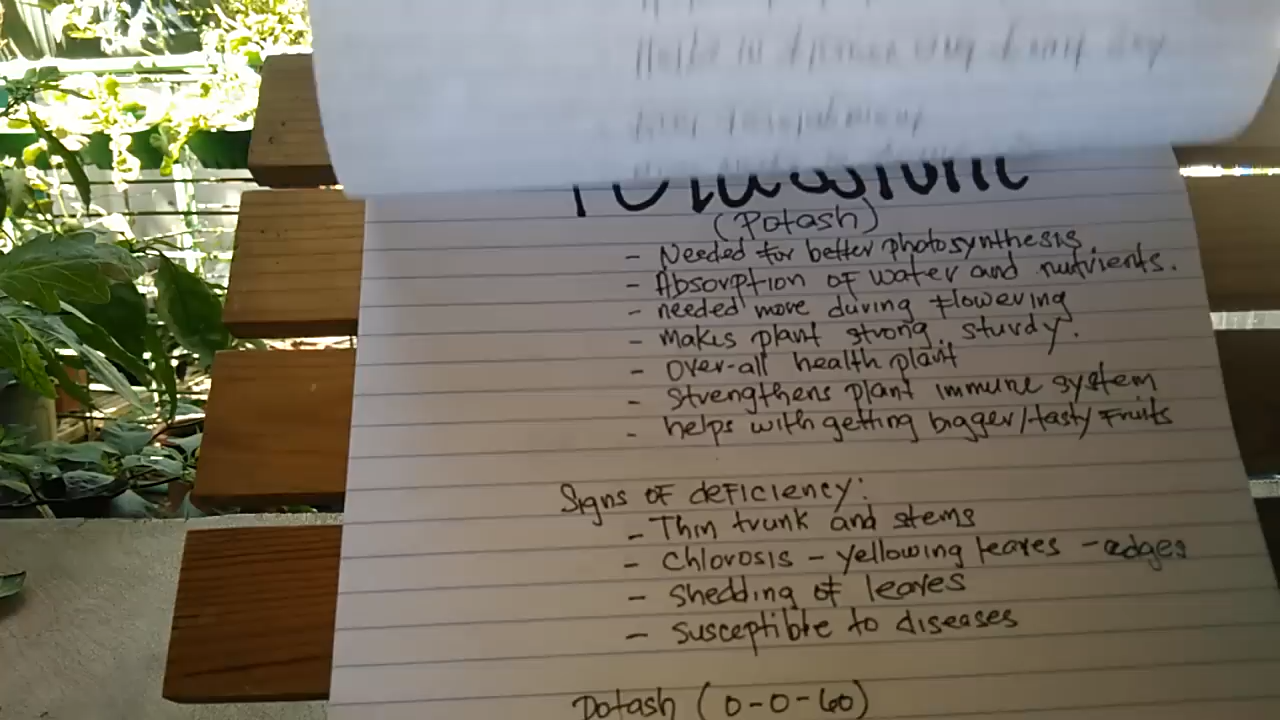 Potassium
(Potash)
- Needed for better photosynthesis.
- Absorption of water and nutrients.
- needed more during flowering
- makes plant strong, sturdy.
- over-all health plant
- strengthens plant immune system
- helps with getting bigger/tasty Fruits
Signs of deficiency:
- Thin trunk and stems
- Chlorosis - yellowing leaves - edges
- shedding of leaves
- susceptible to diseases
Potash (0-0-60)